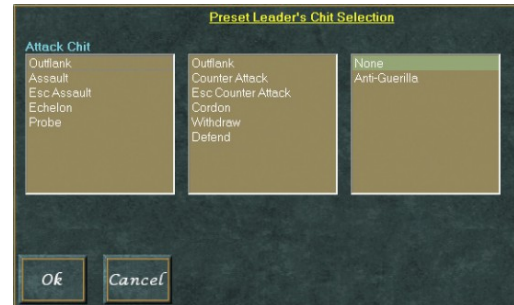 Preset Leader's Chit Selection
Attack Chit
Outflank
Assault
Esc Assault
Echelon
Probe
Outflank
Counter Attack
Esc Counter Attack
Cordon
Withdraw
Defend
None
Anti-Guerilla
Ok
Cancel